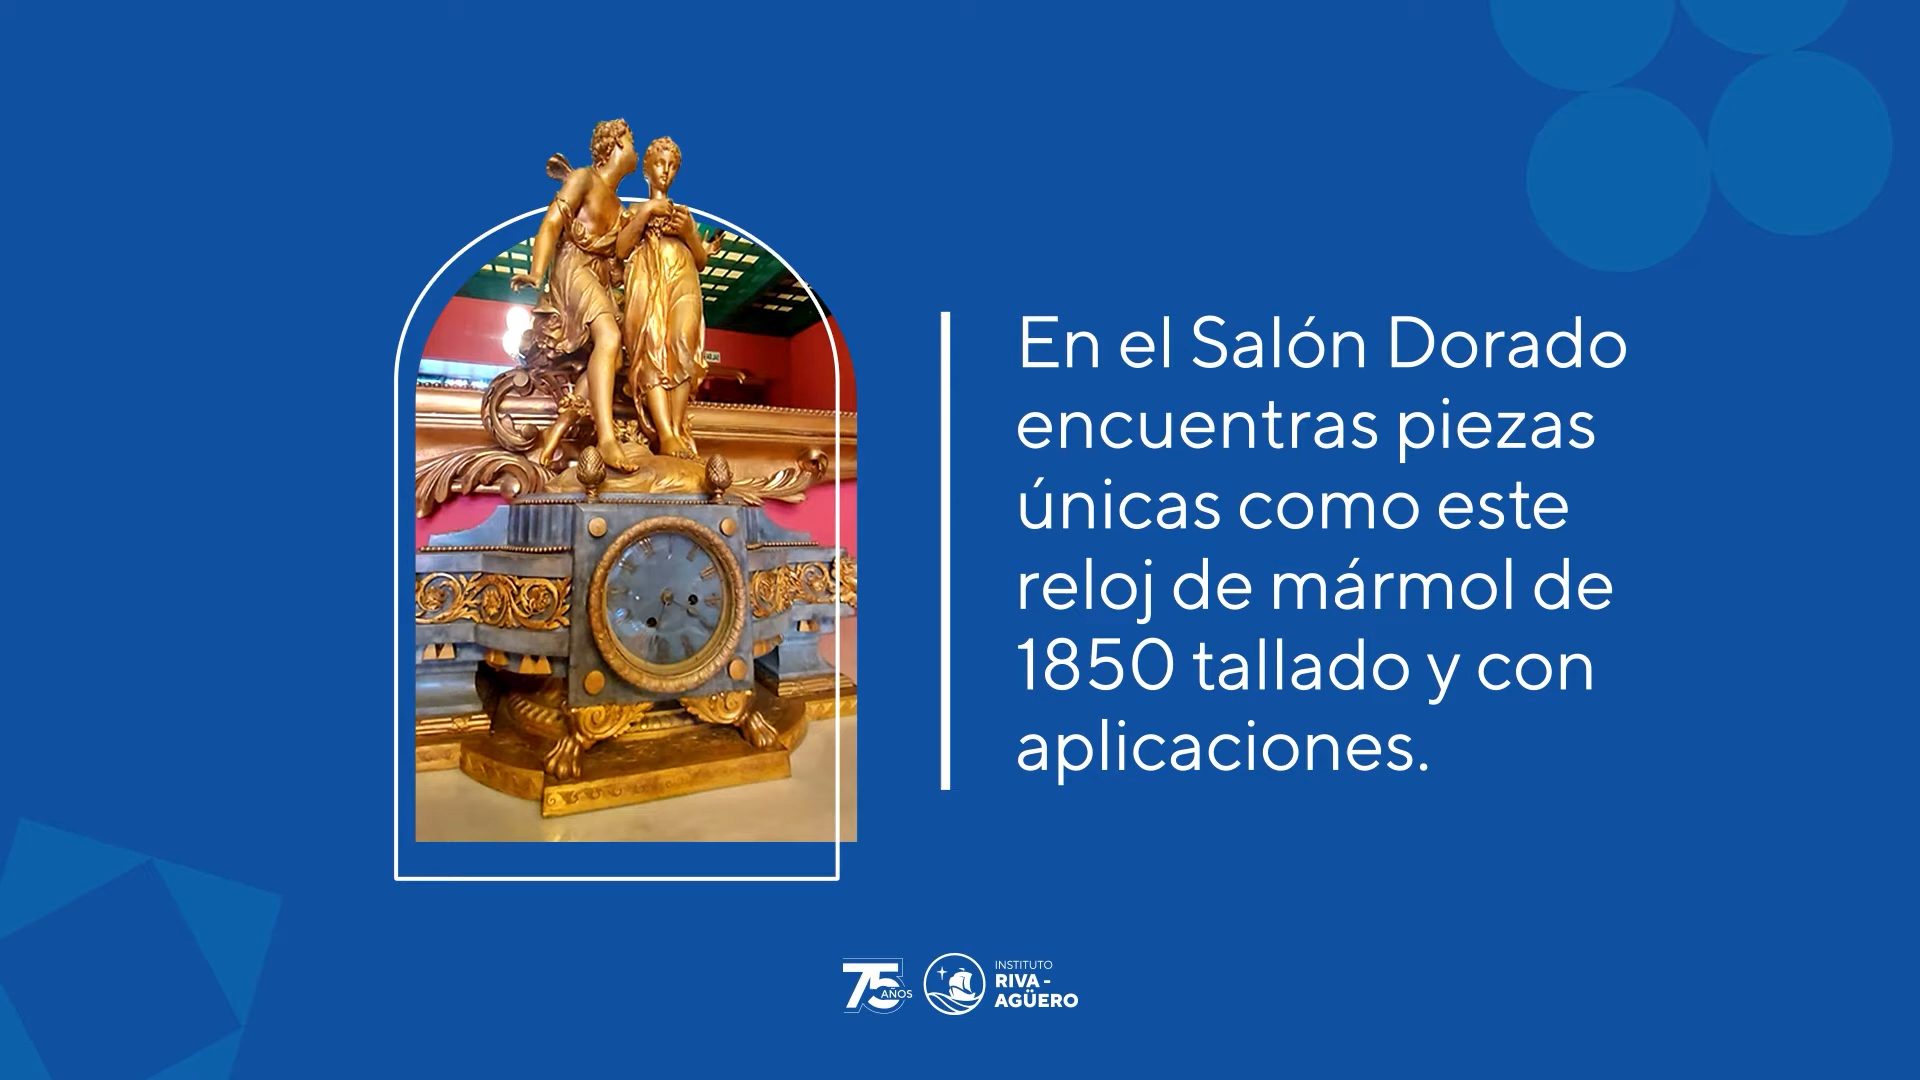 En el Salón Dorado
encuentras piezas
únicas como este
reloj de mármol de
1850 tallado y con
aplicaciones.
75 AÑOS
INSTITUTO
RIVA -
AGÜERO